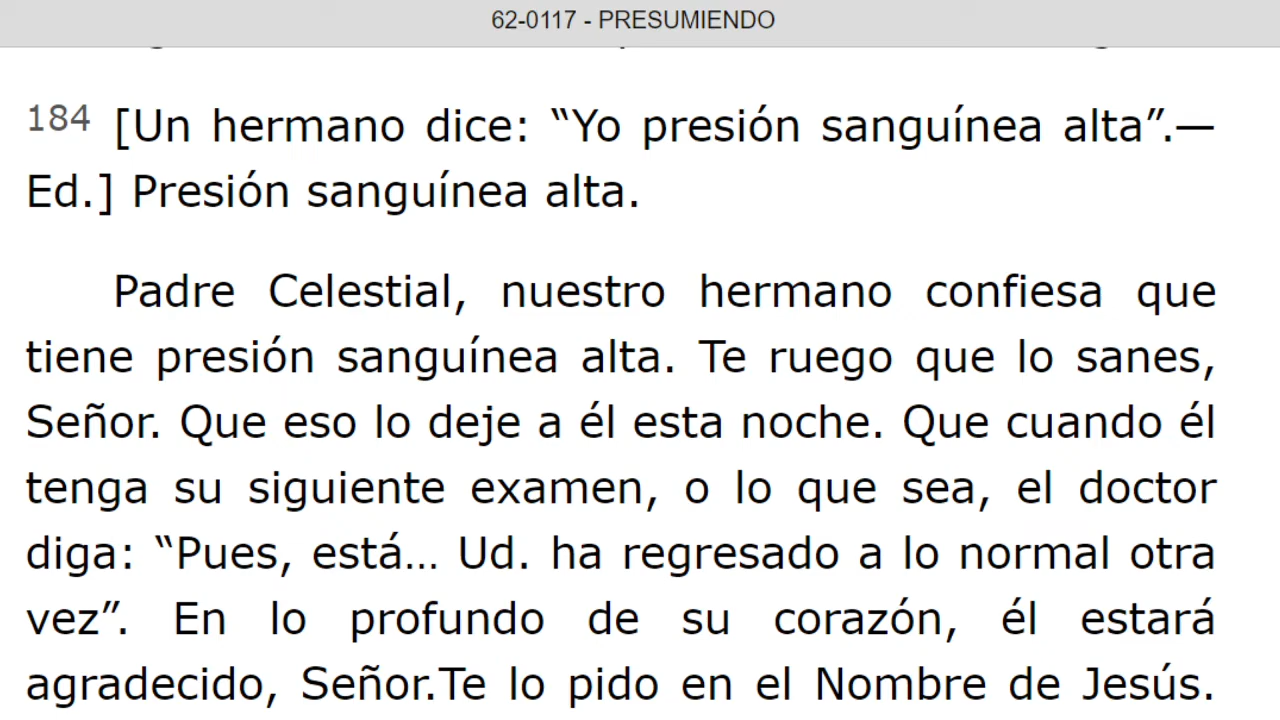 62-0117 - PRESUMIENDO
184 [Un hermano dice: “Yo presión sanguínea alta”.—
Ed.] Presión sanguínea alta.
Padre Celestial, nuestro hermano confiesa que
tiene presión sanguínea alta. Te ruego que lo sanes,
Señor. Que eso lo deje a él esta noche. Que cuando él
tenga su siguiente examen, o lo que sea, el doctor
diga: “Pues, está... Ud. ha regresado a lo normal otra
vez”. En lo profundo de su corazón, él estará
agradecido, Señor.Te lo pido en el Nombre de Jesús.